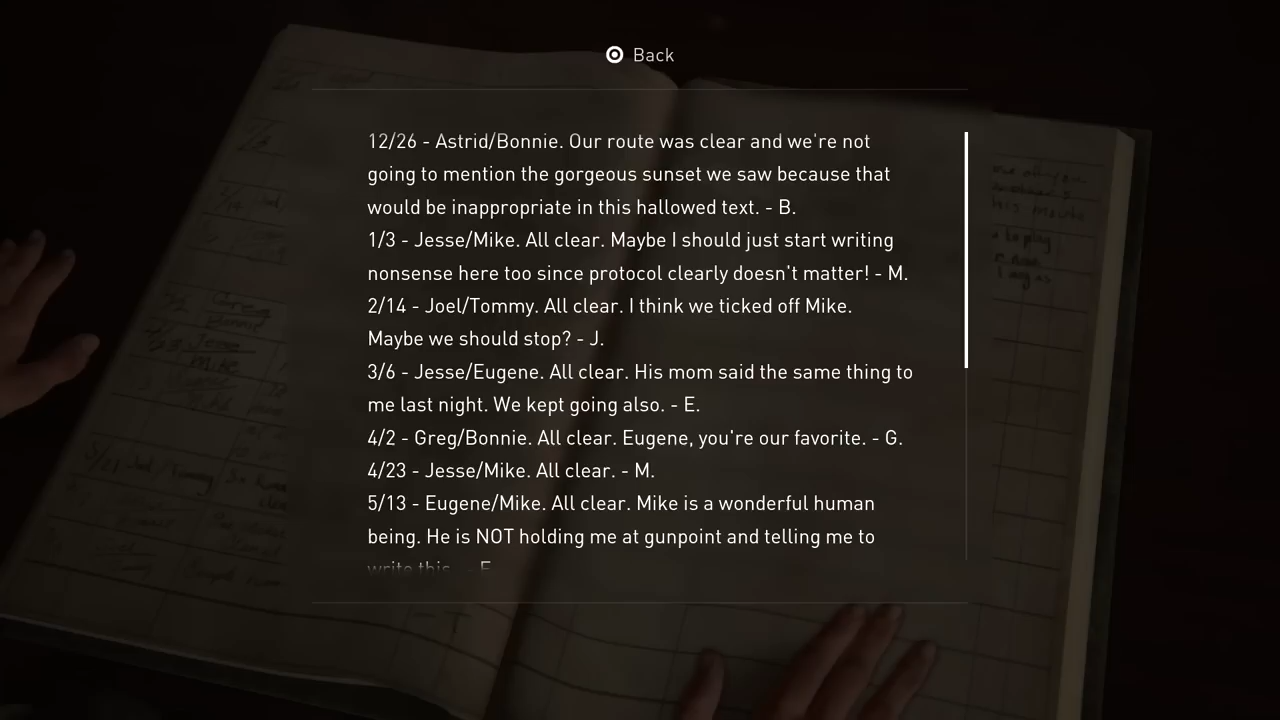 Back
12/26 - Astrid/Bonnie. Our route was clear and we're not
going to mention the gorgeous sunset we saw because that
would be inappropriate in this hallowed text. - B.
1/3 - Jesse/Mike. All clear. Maybe I should just start writing
nonsense here too since protocol clearly doesn't matter! - M.
2/14 - Joel/Tommy. All clear. I think we ticked off Mike.
Maybe we should stop? - J.
3/6 - Jesse/Eugene. All clear. His mom said the same thing to
me last night. We kept going also. - E.
4/2 - Greg/Bonnie. All clear. Eugene, you're our favorite. - G.
4/23 - Jesse/Mike. All clear. - M.
5/13 - Eugene/Mike. All clear. Mike is a wonderful human
being. He is NOT holding me at gunpoint and telling me to
write this